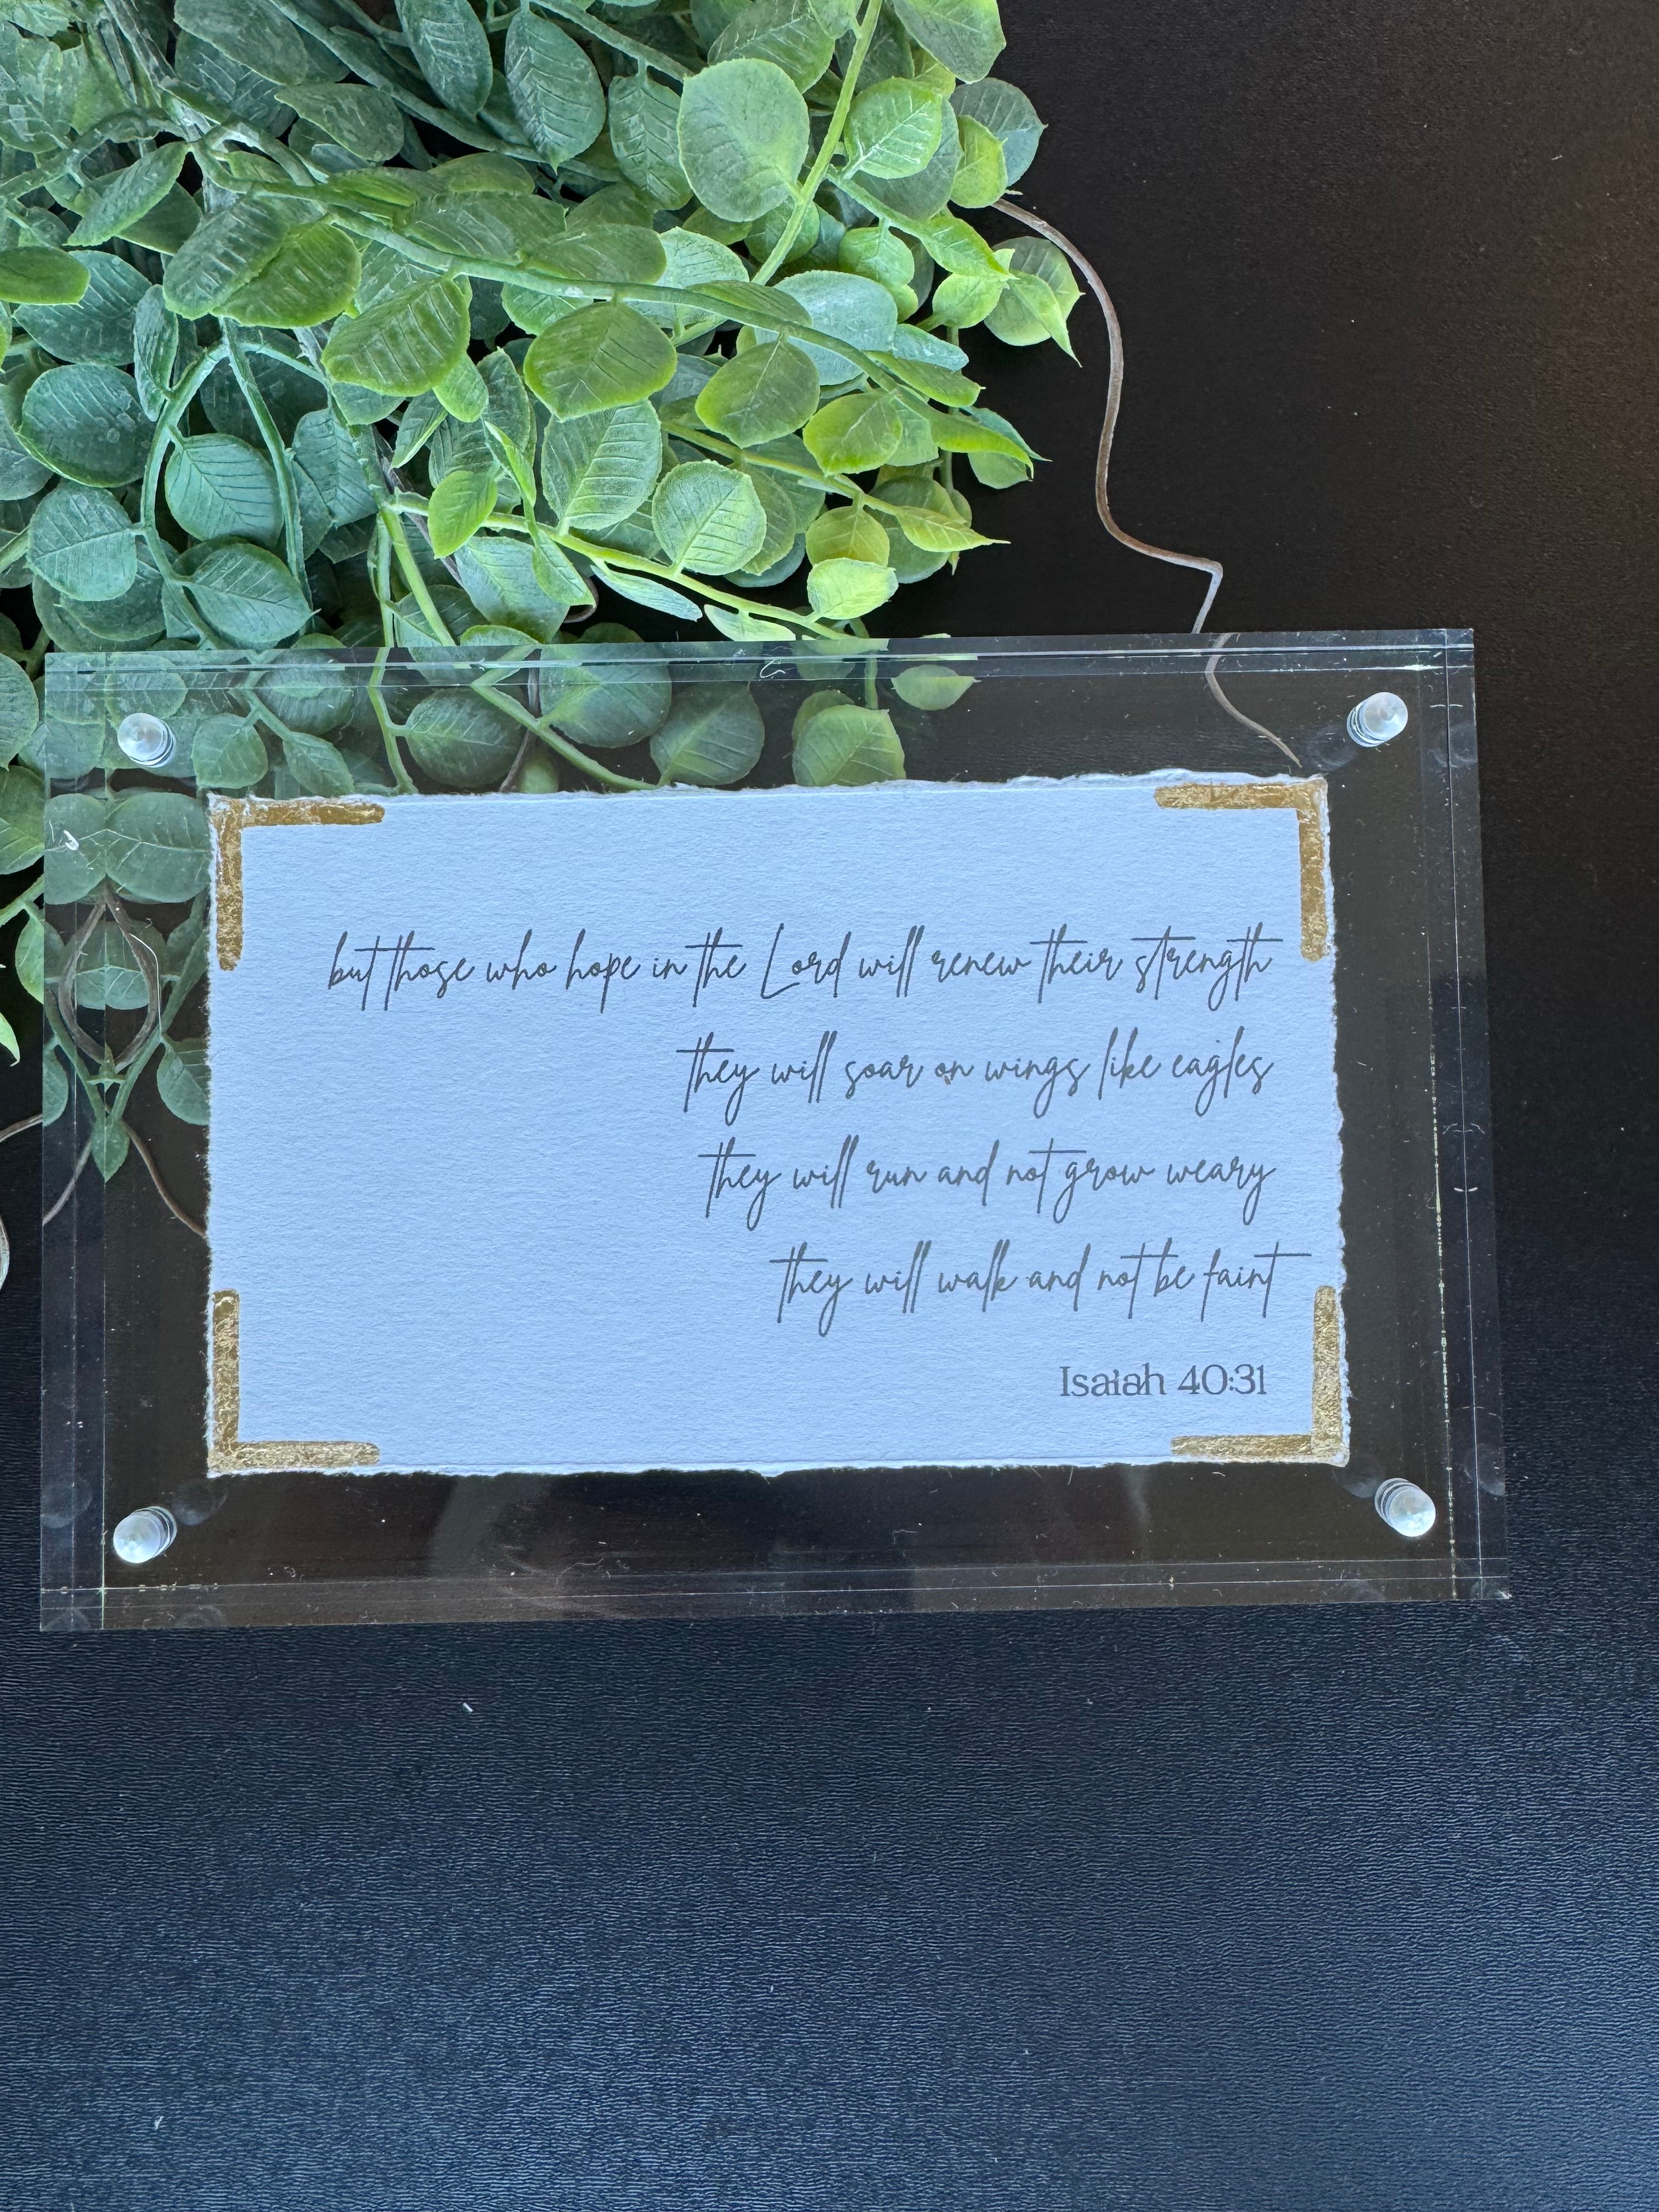 but those who hope in the Lord will renew their strength
they will soar on wings like eagles
they will run and not grow weary
they will walk and not be faint
Isaiah 40:31